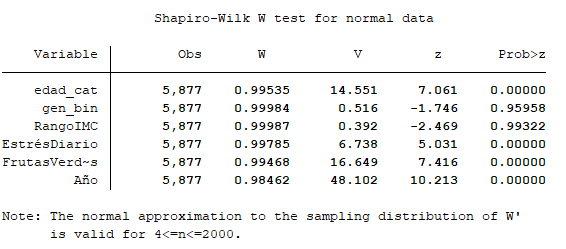 Shapiro-Wilk W test for normal data
Variable Obs W V z Prob>z
edad_cat 5,877 0.99535 14.551 7.061 0.00000
gen_bin 5,877 0.99984 0.516 -1.746 0.95958
RangoIMC 5,877 0.99987 0.392 -2.469 0.99322
EstrésDiario 5,877 0.99785 6.738 5.031 0.00000
FrutasVerd~s 5,877 0.99468 16.649 7.416 0.00000
Año 5,877 0.98462 48.102 10.213 0.00000
Note: The normal approximation to the sampling distribution of W'
is valid for 4<=n<=2000.